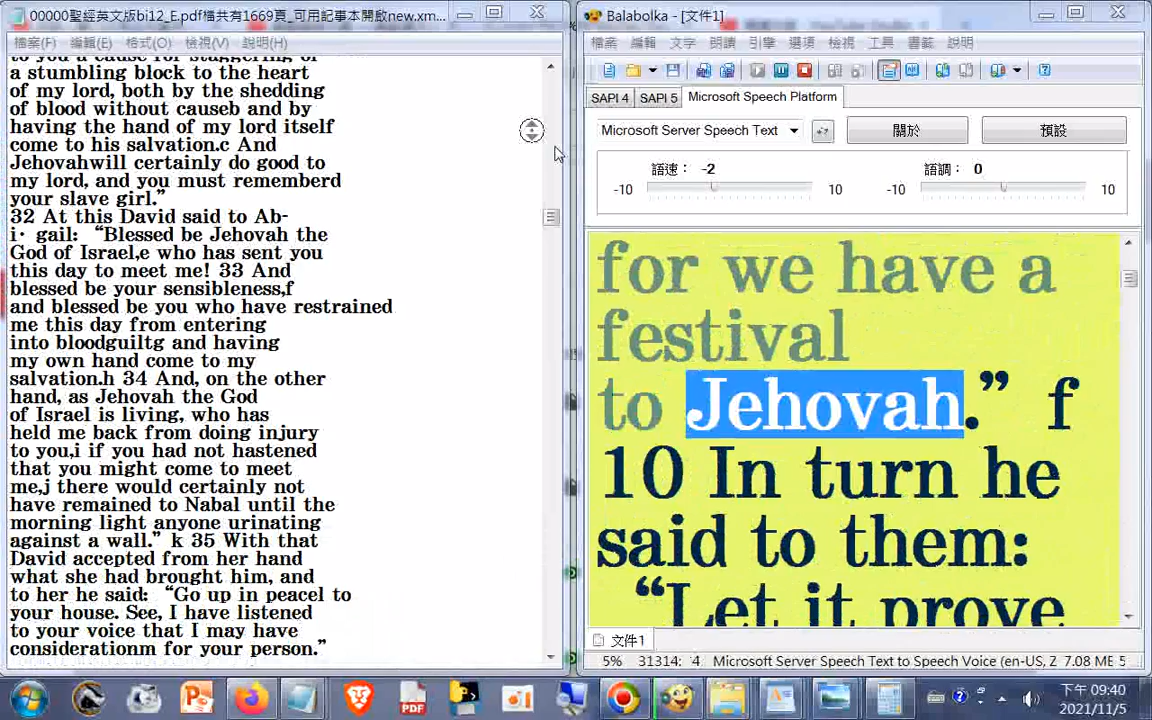 00000聖經英文版bi12_E.pdf檔共有1669頁_可用記事本開啟new.xm...
檔案(F) 編輯(E) 格式(O) 檢視(V) 說明(H)
to you a cause for staggering or
a stumbling block to the heart
of my lord, both by the shedding
of blood without causeb and by
having the hand of my lord itself
come to his salvation.c And
Jehovahwill certainly do good to
my lord, and you must rememberd
your slave girl.”
32 At this David said to Ab-
i· gail: “Blessed be Jehovah the
God of Israel,e who has sent you
this day to meet me! 33 And
blessed be your sensibleness,f
and blessed be you who have restrained
me this day from entering
into bloodguiltg and having
my own hand come to my
salvation.h 34 And, on the other
hand, as Jehovah the God
of Israel is living, who has
held me back from doing injury
to you,i if you had not hastened
that you might come to meet
me,j there would certainly not
have remained to Nabal until the
morning light anyone urinating
against a wall.” k 35 With that
David accepted from her hand
what she had brought him, and
to her he said: “Go up in peacel to
your house. See, I have listened
to your voice that I may have
considerationm for your person.”
Balabolka - [文件1]
檔案 編輯 文字 朗讀 引擎 選項 檢視 工具 書籤 說明
SAPI 4 SAPI 5 Microsoft Speech Platform
Microsoft Server Speech Text 關於 預設
語速: -2 語調: 0
-10 10 -10 10
for we have a
festival
to Jehovah.” f
10 In turn he
said to them:
“Let it prove
文件1
5% 31314: 4 Microsoft Server Speech Text to Speech Voice (en-US, Z 7.08 MB 5
PDF
下午 09:40
2021/11/5